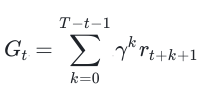 G_t = \sum_{k=0}^{T-t-1} \gamma^k r_{t+k+1}